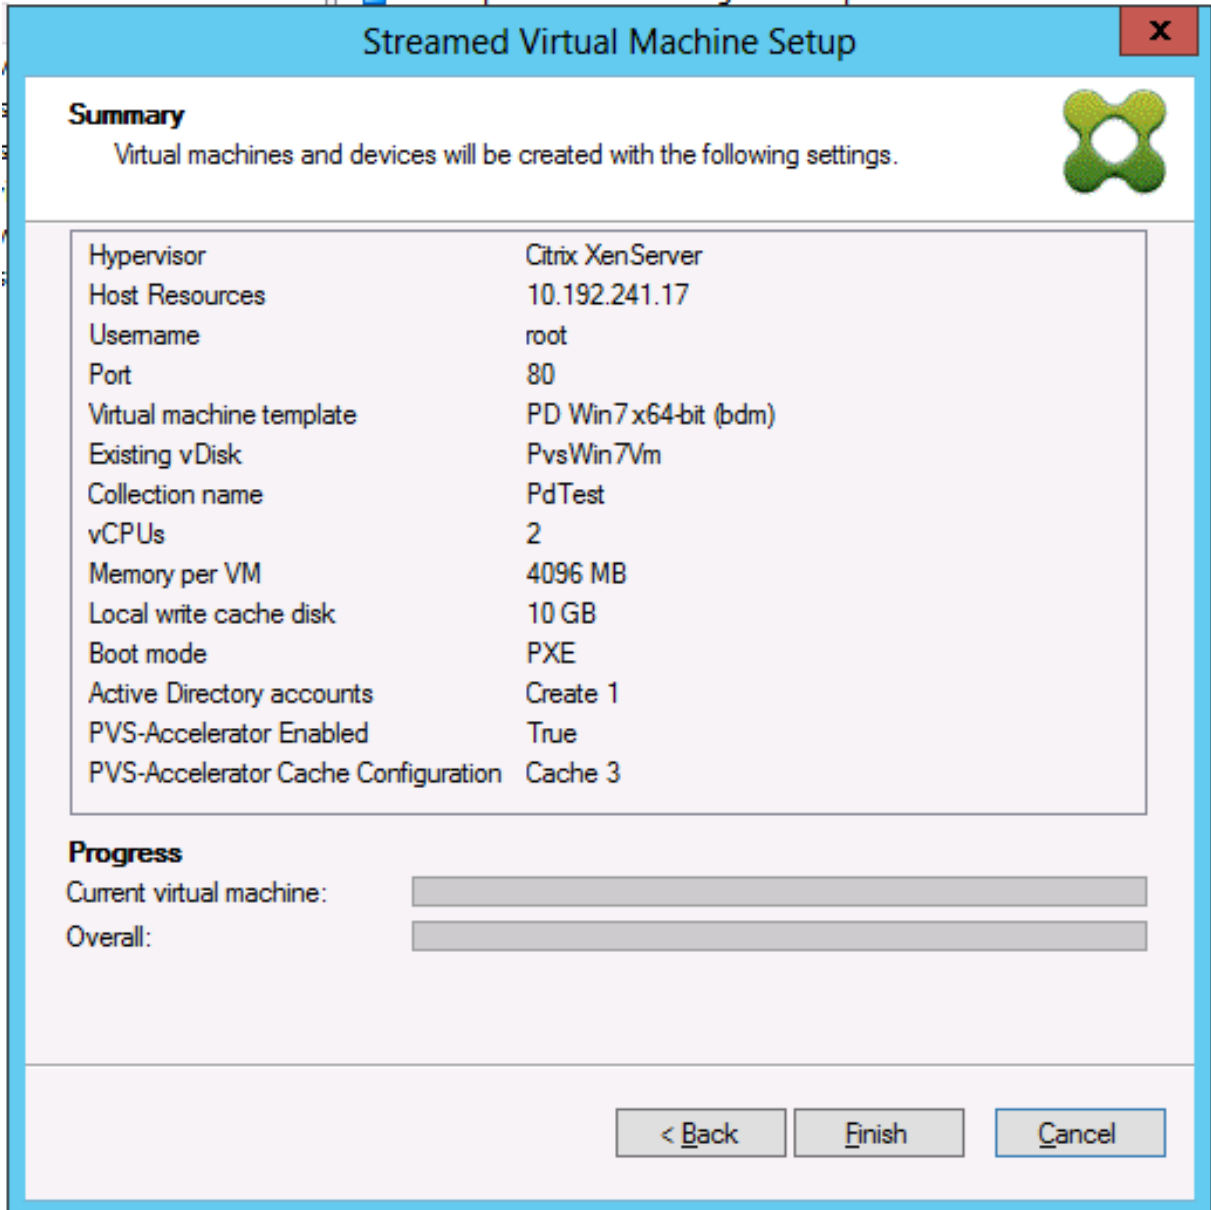 Streamed Virtual Machine Setup
x
Summary
Virtual machines and devices will be created with the following settings.
Hypervisor Citrix XenServer
Host Resources 10.192.241.17
Username root
Port 80
Virtual machine template PD Win7 x64-bit (bdm)
Existing vDisk PvsWin7Vm
Collection name PdTest
vCPUs 2
Memory per VM 4096 MB
Local write cache disk 10 GB
Boot mode PXE
Active Directory accounts Create 1
PVS-Accelerator Enabled True
PVS-Accelerator Cache Configuration Cache 3
Progress
Current virtual machine:
Overall:
< Back Finish Cancel